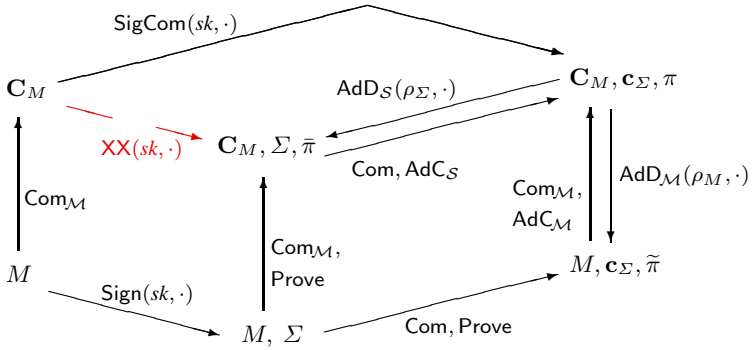 SigCom(sk, ·)
C_M, c_Σ, π
AdD_𝒮(ρ_Σ, ·)
C_M
XX(sk, ·)
C_M, Σ, π̄
Com, AdC_𝒮
Com_ℳ,
AdC_ℳ
AdD_ℳ(ρ_M, ·)
Com_ℳ
Com_ℳ,
Prove
M
M, c_Σ, π̃
Sign(sk, ·)
M, Σ
Com, Prove